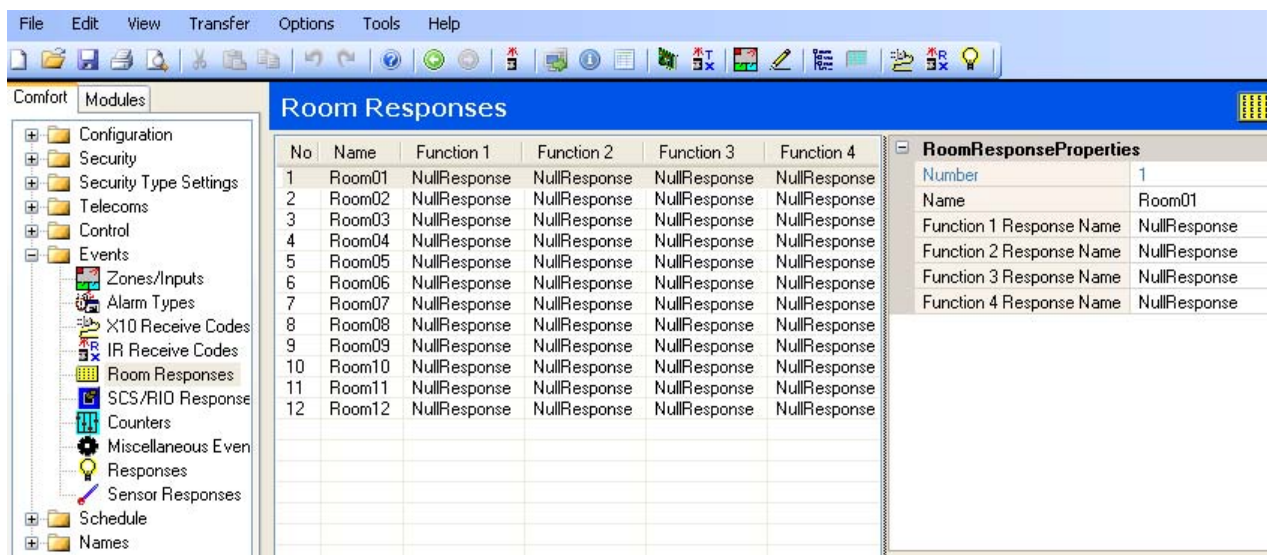 File Edit View Transfer Options Tools Help
Comfort Modules
Configuration
Security
Security Type Settings
Telecoms
Control
Events
Zones/Inputs
Alarm Types
X10 Receive Codes
IR Receive Codes
Room Responses
SCS/RIO Response
Counters
Miscellaneous Even
Responses
Sensor Responses
Schedule
Names
Room Responses
No Name Function 1 Function 2 Function 3 Function 4
1 Room01 NullResponse NullResponse NullResponse NullResponse
2 Room02 NullResponse NullResponse NullResponse NullResponse
3 Room03 NullResponse NullResponse NullResponse NullResponse
4 Room04 NullResponse NullResponse NullResponse NullResponse
5 Room05 NullResponse NullResponse NullResponse NullResponse
6 Room06 NullResponse NullResponse NullResponse NullResponse
7 Room07 NullResponse NullResponse NullResponse NullResponse
8 Room08 NullResponse NullResponse NullResponse NullResponse
9 Room09 NullResponse NullResponse NullResponse NullResponse
10 Room10 NullResponse NullResponse NullResponse NullResponse
11 Room11 NullResponse NullResponse NullResponse NullResponse
12 Room12 NullResponse NullResponse NullResponse NullResponse
RoomResponseProperties
Number 1
Name Room01
Function 1 Response Name NullResponse
Function 2 Response Name NullResponse
Function 3 Response Name NullResponse
Function 4 Response Name NullResponse